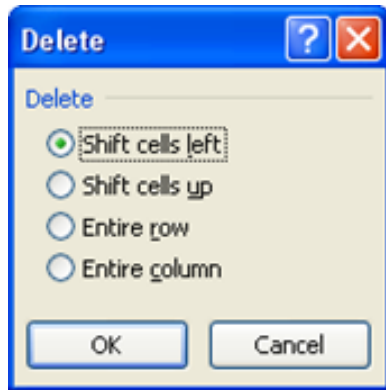 Delete
?
Delete
Shift cells left
Shift cells up
Entire row
Entire column
OK Cancel